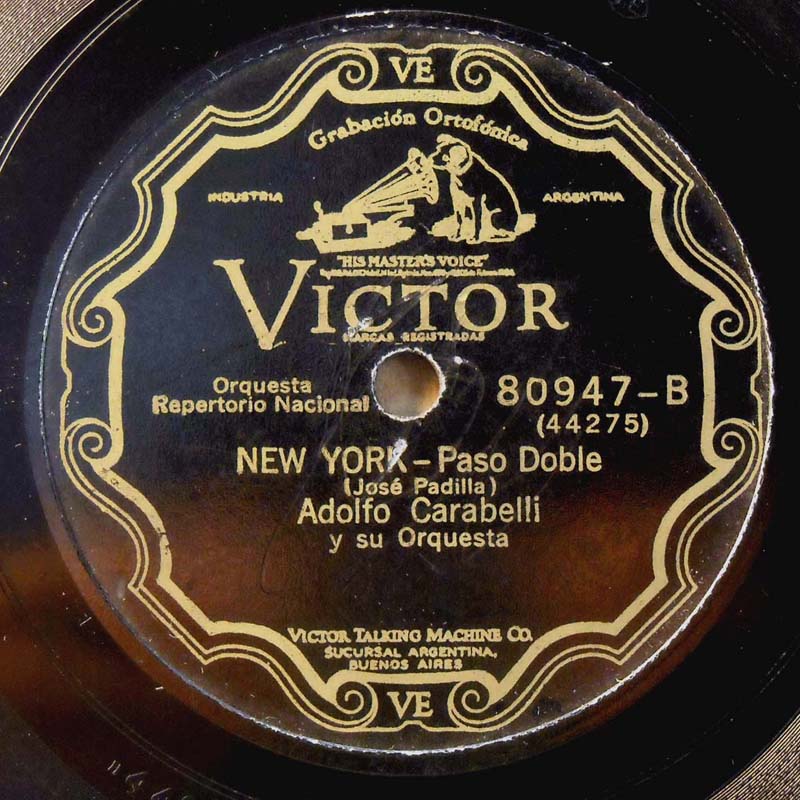 VE
Grabación Ortofónica
INDUSTRIA ARGENTINA
"HIS MASTER'S VOICE"
VICTOR
MARCAS REGISTRADAS
Orquesta
Repertorio Nacional
80947-B
(44275)
NEW YORK-Paso Doble
(José Padilla)
Adolfo Carabelli
y su Orquesta
VICTOR TALKING MACHINE CO.
SUCURSAL ARGENTINA,
BUENOS AIRES
VE